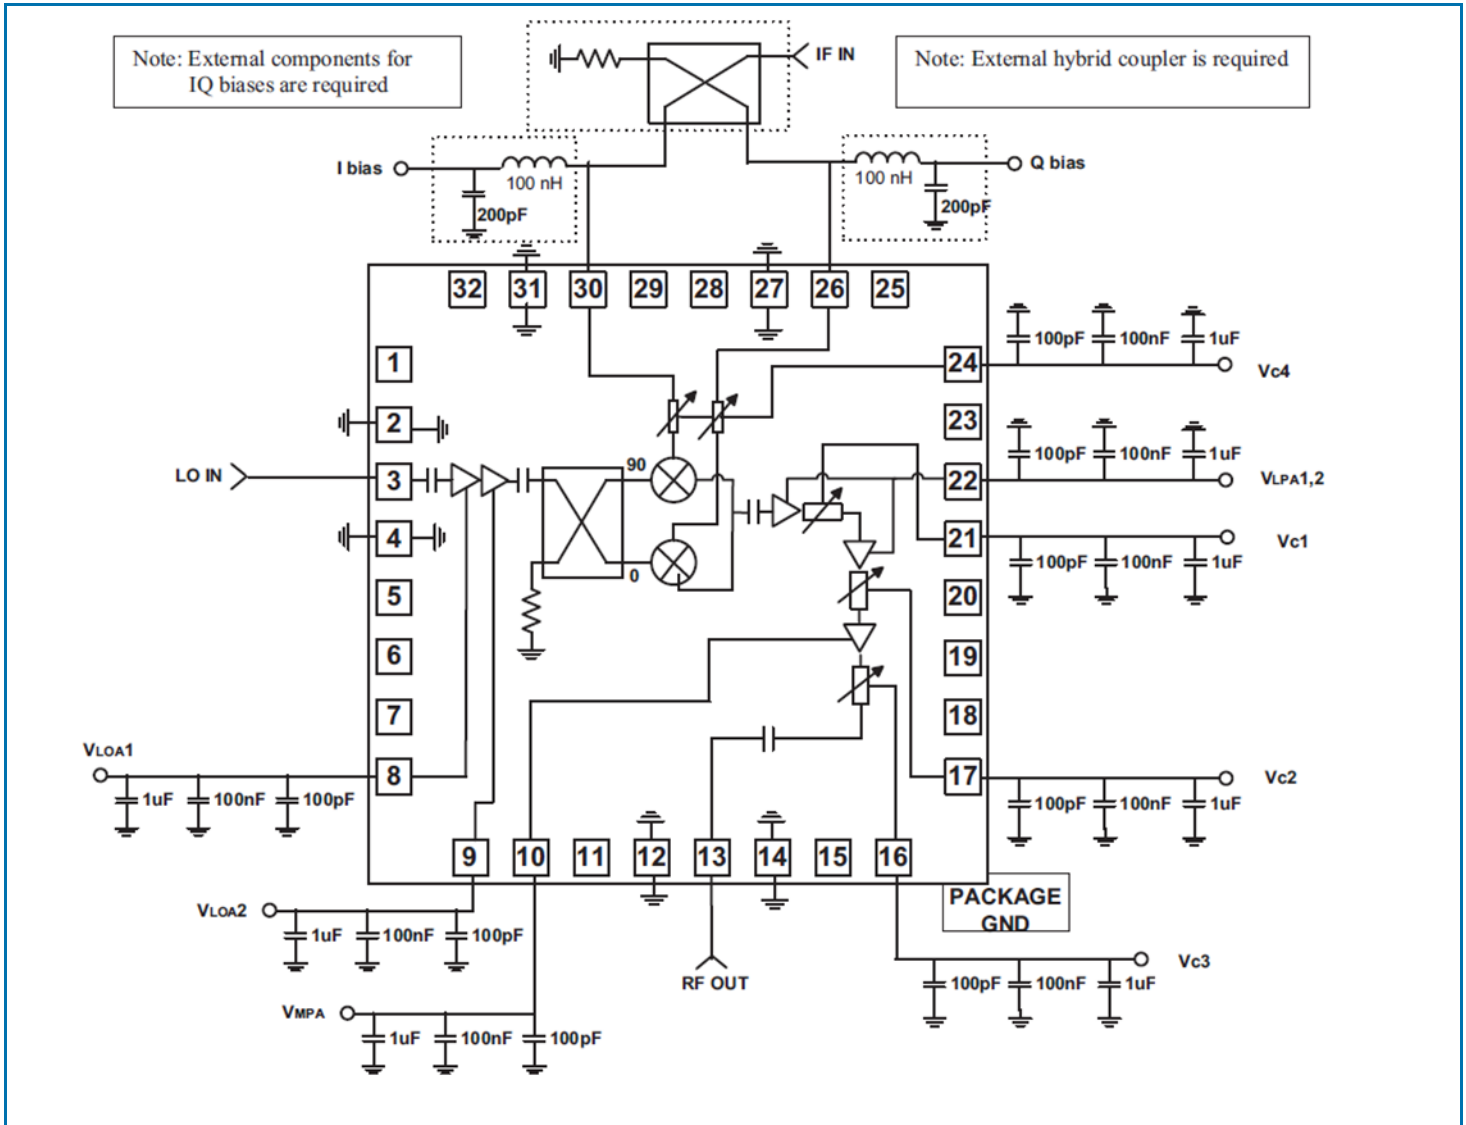 Note: External components for
IQ biases are required
IF IN
Note: External hybrid coupler is required
I bias
100 nH
200pF
100 nH
Q bias
200pF
32
31
30
29
28
27
26
25
1
24
100pF
100nF
1uF
Vc4
2
23
LO IN
3
90
22
100pF
100nF
1uF
VLPA1,2
4
0
21
100pF
100nF
1uF
Vc1
5
20
6
19
7
18
VLOA1
8
1uF
100nF
100pF
17
100pF
100nF
1uF
Vc2
9
10
11
12
13
14
15
16
PACKAGE
GND
VLOA2
1uF
100nF
100pF
RF OUT
100pF
100nF
1uF
Vc3
VMPA
1uF
100nF
100pF